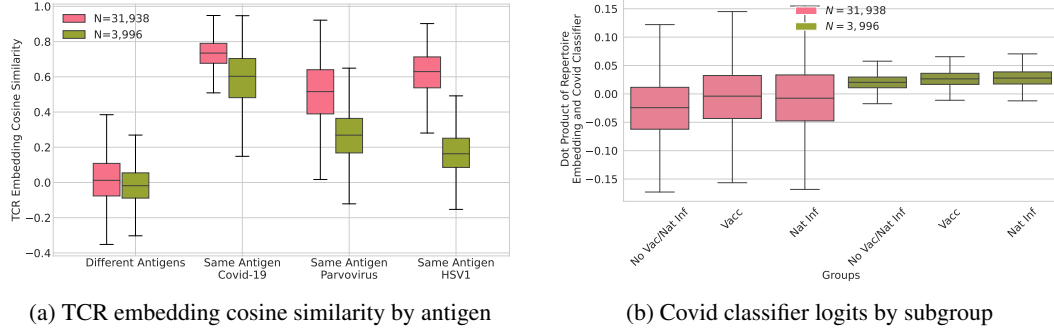 1.0
0.8
0.6
0.4
0.2
0.0
−0.2
−0.4
TCR Embedding Cosine Similarity
N=31,938
N=3,996
Different Antigens
Same Antigen
Covid-19
Same Antigen
Parvovirus
Same Antigen
HSV1
(a) TCR embedding cosine similarity by antigen
0.15
0.10
0.05
0.00
−0.05
−0.10
−0.15
Dot Product of Repertoire
Embedding and Covid Classifier
N = 31,938
N = 3,996
No Vac/Nat Inf
Vacc
Nat Inf
No Vac/Nat Inf
Vacc
Nat Inf
Groups
(b) Covid classifier logits by subgroup